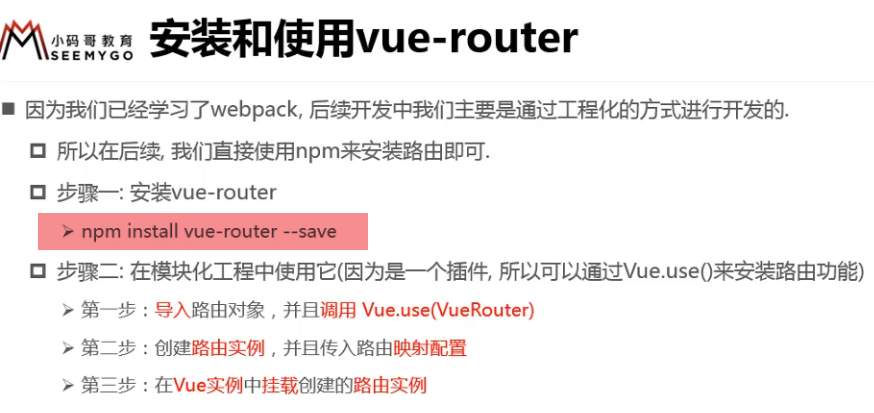 小码哥教育
SEEMYGO
安装和使用vue-router
因为我们已经学习了webpack, 后续开发中我们主要是通过工程化的方式进行开发的.
所以在后续, 我们直接使用npm来安装路由即可.
步骤一: 安装vue-router
npm install vue-router --save
步骤二: 在模块化工程中使用它(因为是一个插件, 所以可以通过Vue.use()来安装路由功能)
第一步：导入路由对象，并且调用 Vue.use(VueRouter)
第二步：创建路由实例，并且传入路由映射配置
第三步：在Vue实例中挂载创建的路由实例